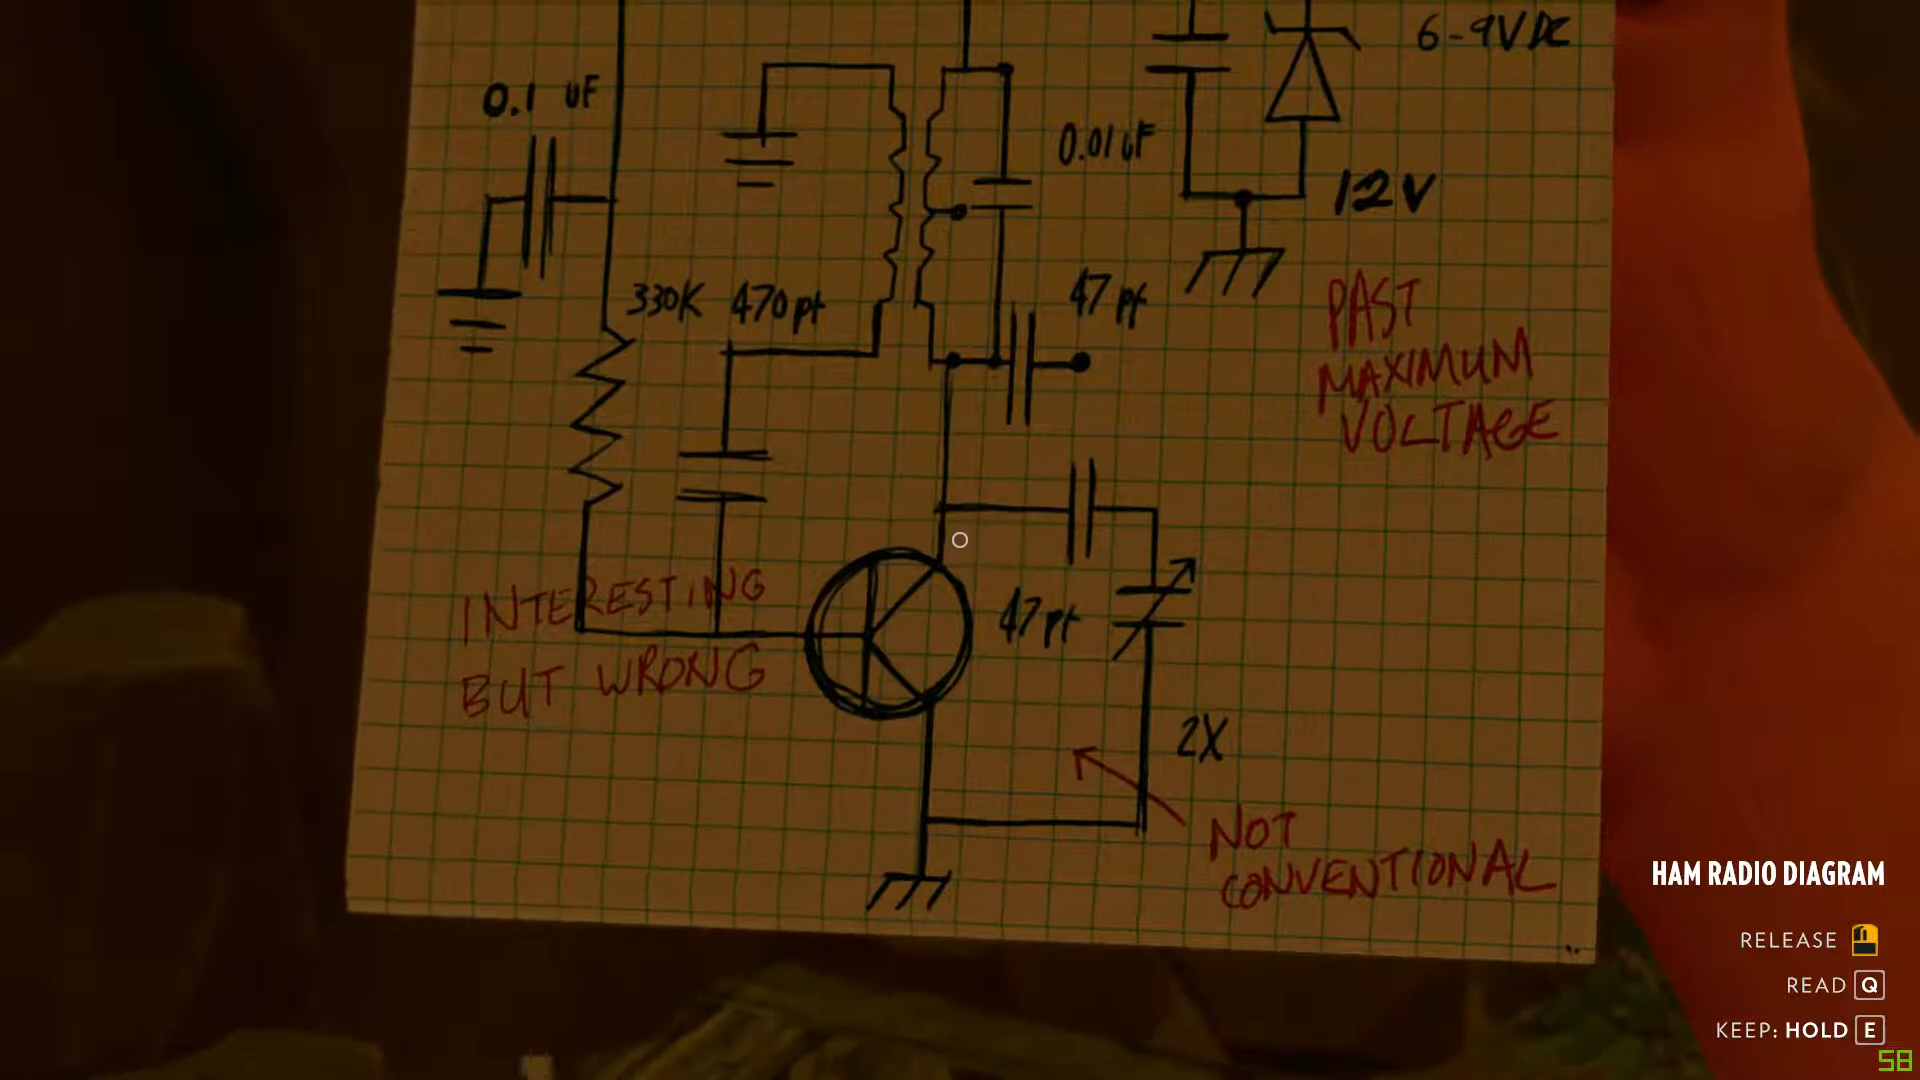 6-9VDC
0.1 uF
0.01 uF
12V
330K 470pf
47pf
PAST
MAXIMUM
VOLTAGE
INTERESTING
BUT WRONG
47pf
2X
NOT
CONVENTIONAL
HAM RADIO DIAGRAM
RELEASE
READ Q
KEEP: HOLD E
58